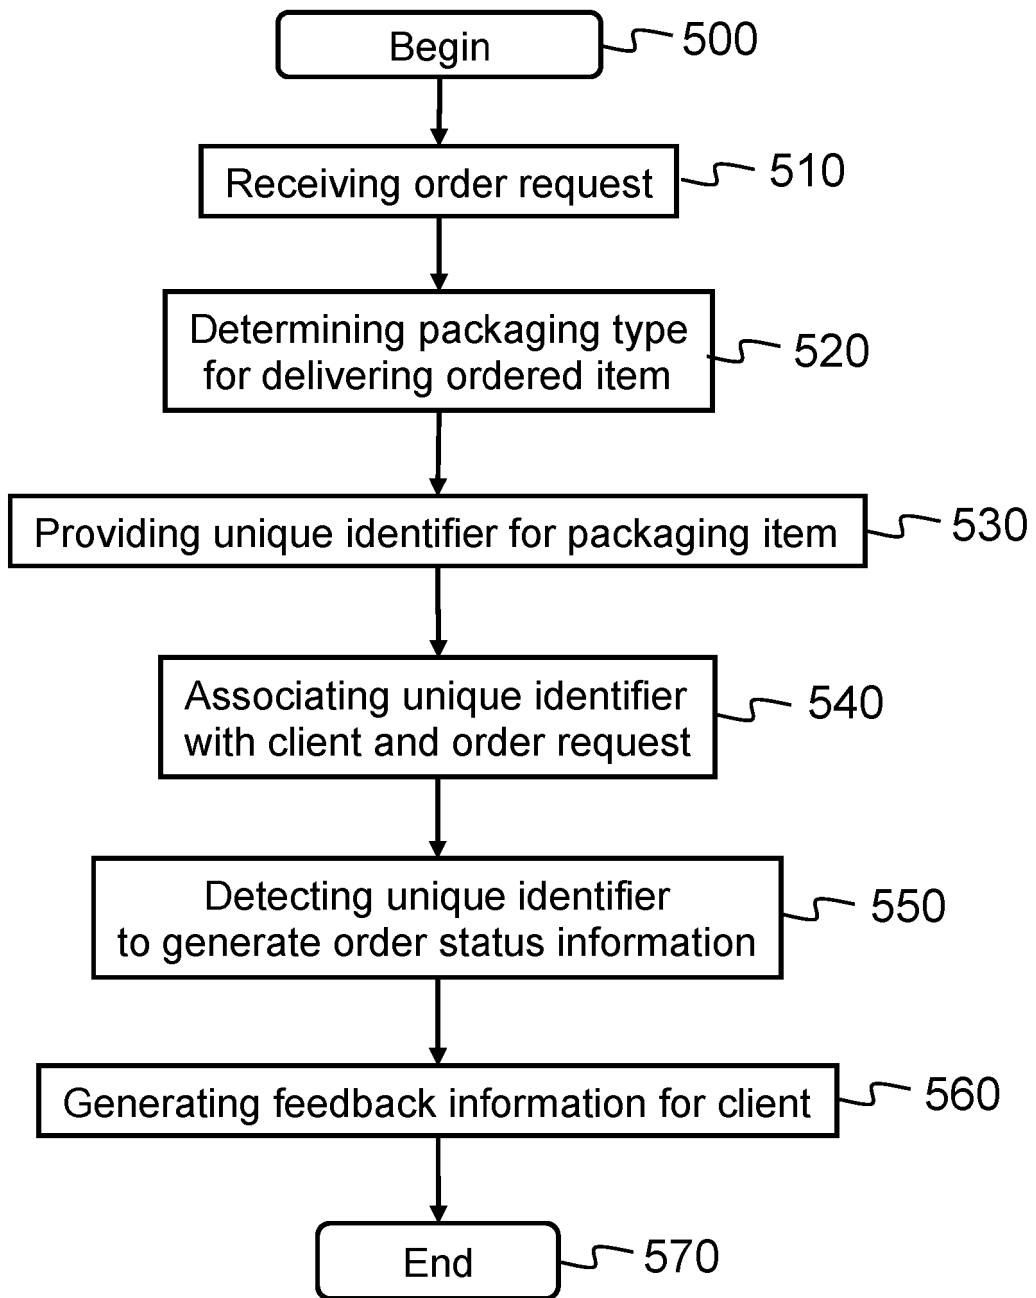 Begin
500
Receiving order request
510
Determining packaging type
for delivering ordered item
520
Providing unique identifier for packaging item
530
Associating unique identifier
with client and order request
540
Detecting unique identifier
to generate order status information
550
Generating feedback information for client
560
End
570